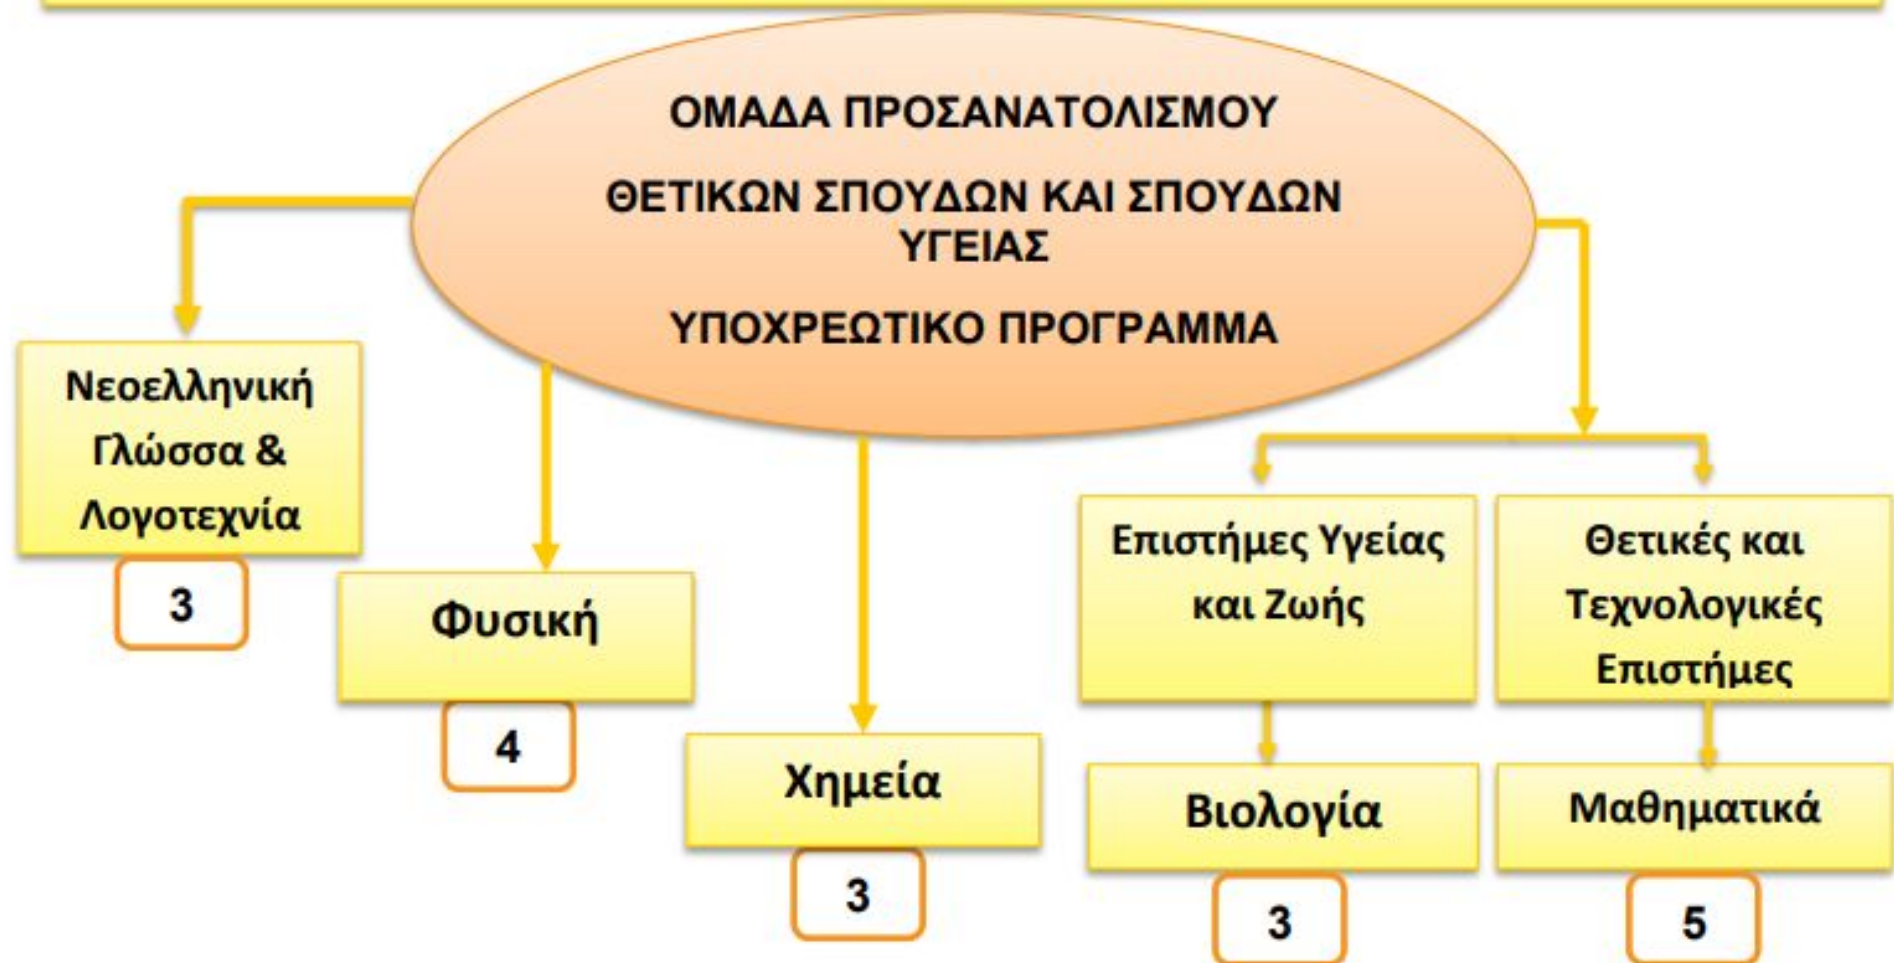 ΟΜΑΔΑ ΠΡΟΣΑΝΑΤΟΛΙΣΜΟΥ
ΘΕΤΙΚΩΝ ΣΠΟΥΔΩΝ ΚΑΙ ΣΠΟΥΔΩΝ
ΥΓΕΙΑΣ
ΥΠΟΧΡΕΩΤΙΚΟ ΠΡΟΓΡΑΜΜΑ
Νεοελληνική
Γλώσσα &
Λογοτεχνία
3
Φυσική
4
Χημεία
3
Επιστήμες Υγείας
και Ζωής
Βιολογία
3
Θετικές και
Τεχνολογικές
Επιστήμες
Μαθηματικά
5